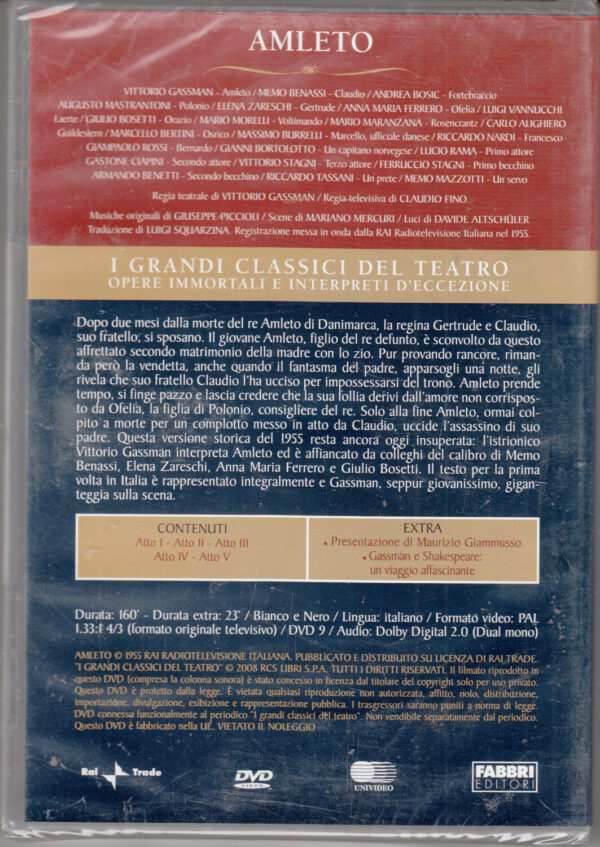 AMLETO
VITTORIO GASSMAN - Amleto / MEMO BENASSI - Claudio / ANDREA BOSIC - Fortebraccio
AUGUSTO MASTRANTONI - Polonio / ELENA ZARESCHI - Gertrude / ANNA MARIA FERRERO - Ofelia / LUIGI VANNUCCHI
Laerte / GIULIO BOSETTI - Orazio / MARIO MORELLI - Voltimando / MARIO MARANZANA - Rosencrantz / CARLO ALIGHIERO
Guildestern / MARCELLO BERTINI - Osrico / MASSIMO BURRELLI - Marcello, ufficiale danese / RICCARDO NARDI - Francesco
GIAMPAOLO ROSSI - Bernardo / GIANNI BORTOLOTTO - Un capitano norvegese / LUCIO RAMA - Primo attore
GASTONE CIAPINI - Secondo attore / VITTORIO STAGNI - Terzo attore / FERRUCCIO STAGNI - Primo becchino
ARMANDO BENETTI - Secondo becchino / RICCARDO TASSANI - Un prete / MEMO MAZZOTTI - Un servo
Regia teatrale di VITTORIO GASSMAN / Regia televisiva di CLAUDIO FINO
Musiche originali di GIUSEPPE PICCIOLI / Scene di MARIANO MERCURI / Luci di DAVIDE ALTSCHÜLER
Traduzione di LUIGI SQUARZINA. Registrazione messa in onda dalla RAI Radiotelevisione Italiana nel 1955.
I GRANDI CLASSICI DEL TEATRO
OPERE IMMORTALI E INTERPRETI D'ECCEZIONE
Dopo due mesi dalla morte del re Amleto di Danimarca, la regina Gertrude e Claudio,
suo fratello, si sposano. Il giovane Amleto, figlio del re defunto, è sconvolto da questo
affrettato secondo matrimonio della madre con lo zio. Pur provando rancore, riman-
da però la vendetta, anche quando il fantasma del padre, apparsogli una notte, gli
rivela che suo fratello Claudio l'ha ucciso per impossessarsi del trono. Amleto prende
tempo, si finge pazzo e lascia credere che la sua follia derivi dall'amore non corrispo-
sto da Ofelia, la figlia di Polonio, consigliere del re. Solo alla fine Amleto, ormai col-
pito a morte per un complotto messo in atto da Claudio, uccide l'assassino di suo
padre. Questa versione storica del 1955 resta ancora oggi insuperata: l'istrionico
Vittorio Gassman interpreta Amleto ed è affiancato da colleghi del calibro di Memo
Benassi, Elena Zareschi, Anna Maria Ferrero e Giulio Bosetti. Il testo per la prima
volta in Italia è rappresentato integralmente e Gassman, seppur giovanissimo, gigan-
teggia sulla scena.
CONTENUTI
Atto I - Atto II - Atto III
Atto IV - Atto V
EXTRA
• Presentazione di Maurizio Giammusso
• Gassman e Shakespeare:
un viaggio affascinante
Durata: 160' - Durata extra: 23' / Bianco e Nero / Lingua: italiano / Formato video: PAL
1.33:1 4/3 (formato originale televisivo) / DVD 9 / Audio: Dolby Digital 2.0 (Dual mono)
AMLETO © 1955 RAI RADIOTELEVISIONE ITALIANA. PUBBLICATO E DISTRIBUITO SU LICENZA DI RAI TRADE.
"I GRANDI CLASSICI DEL TEATRO" © 2008 RCS LIBRI S.P.A. TUTTI I DIRITTI RISERVATI. Il filmato riprodotto in
questo DVD (compresa la colonna sonora) è stato concesso in licenza dal titolare del copyright solo per uso privato.
Questo DVD è protetto dalla legge. È vietata qualsiasi riproduzione non autorizzata, affitto, nolo, distribuzione,
importazione, divulgazione, esibizione e rappresentazione pubblica. I trasgressori saranno puniti a norma di legge.
DVD connesso funzionalmente al periodico "I grandi classici del teatro". Non vendibile separatamente dal periodico.
Questo DVD è fabbricato nella UE. VIETATO IL NOLEGGIO
Rai Trade
DVD
VIDEO
UNIVIDEO
FABBRI
EDITORI